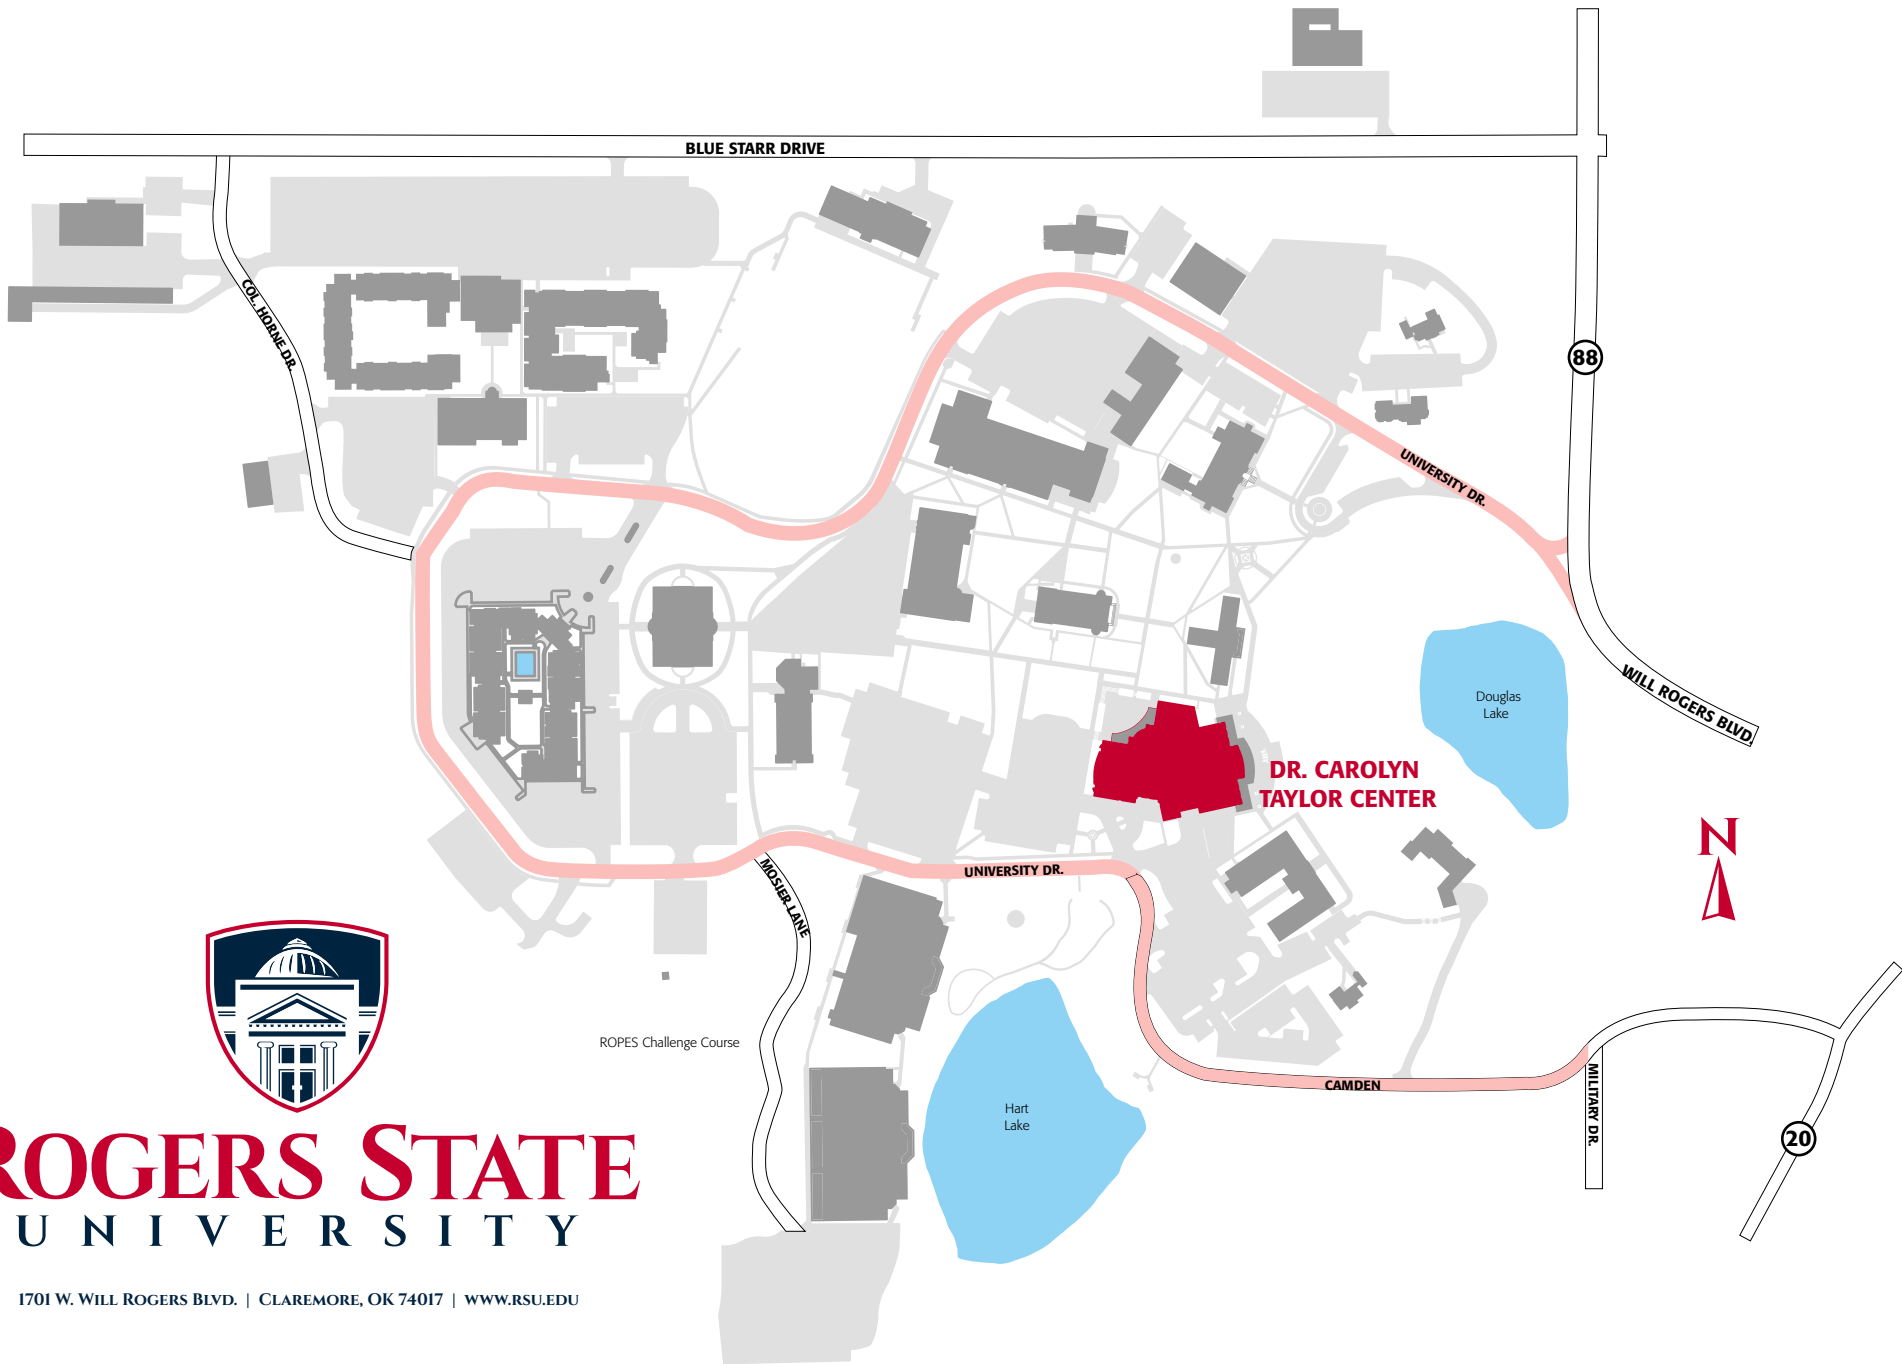 BLUE STARR DRIVE
COL. HORNE DR.
88
UNIVERSITY DR.
WILL ROGERS BLVD.
Douglas
Lake
DR. CAROLYN
TAYLOR CENTER
N
UNIVERSITY DR.
MOSIER LANE
ROPES Challenge Course
CAMDEN
MILITARY DR.
Hart
Lake
20
ROGERS STATE
UNIVERSITY
1701 W. WILL ROGERS BLVD. | CLAREMORE, OK 74017 | WWW.RSU.EDU